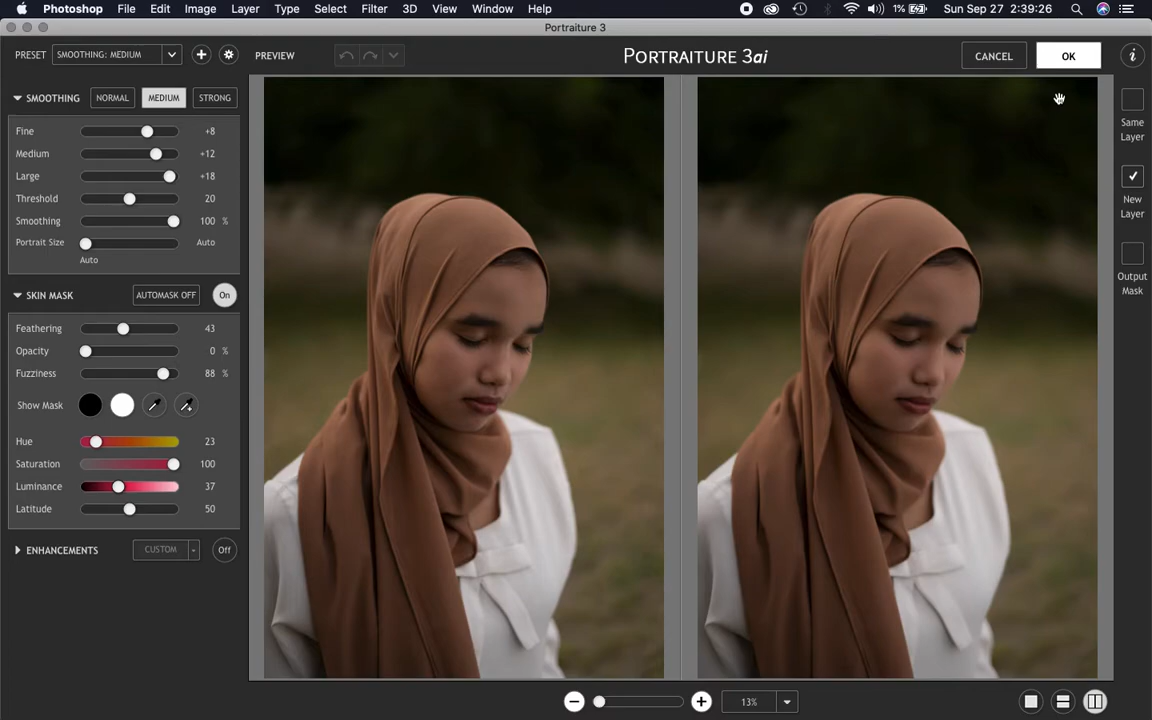 Photoshop File Edit Image Layer Type Select Filter 3D View Window Help 1% Sun Sep 27 2:39:26
Portraiture 3
PRESET SMOOTHING: MEDIUM PREVIEW PORTRAITURE 3ai CANCEL OK i
SMOOTHING NORMAL MEDIUM STRONG
Fine +8
Medium +12
Large +18
Threshold 20
Smoothing 100 %
Portrait Size Auto
Auto
SKIN MASK AUTOMASK OFF On
Feathering 43
Opacity 0 %
Fuzziness 88 %
Show Mask
Hue 23
Saturation 100
Luminance 37
Latitude 50
ENHANCEMENTS CUSTOM Off
Same
Layer
New
Layer
Output
Mask
13%